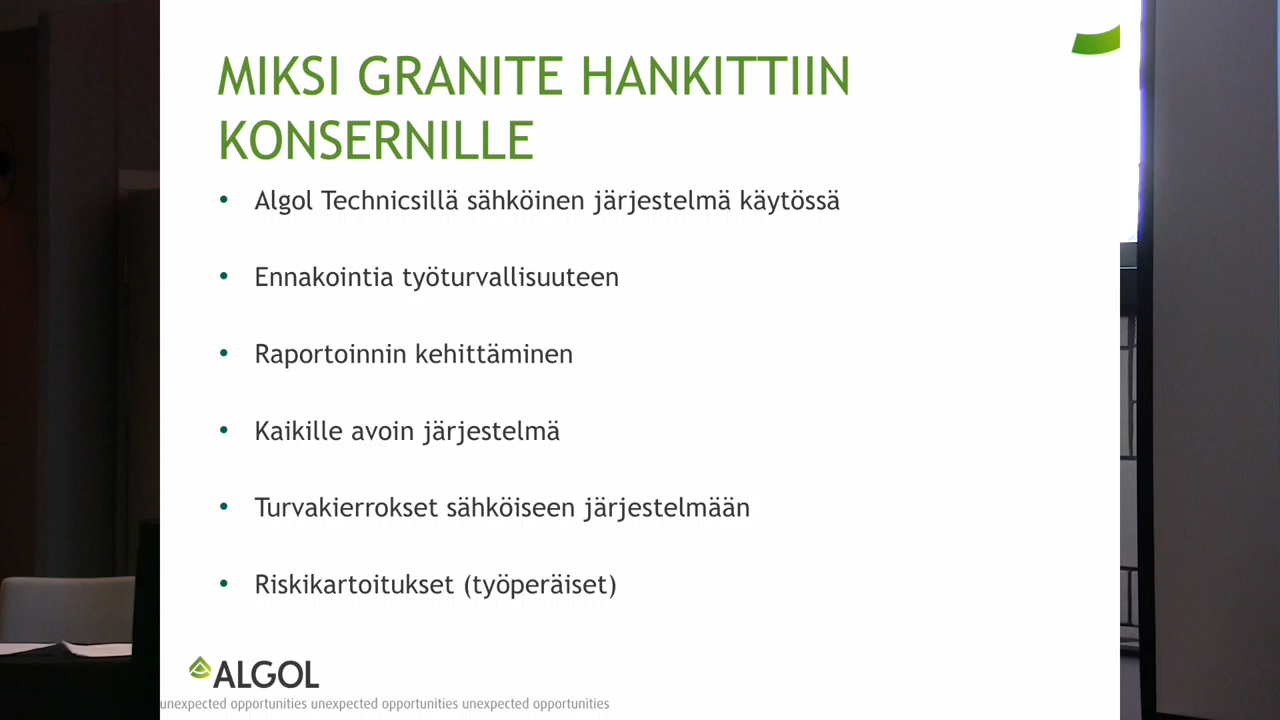 MIKSI GRANITE HANKITTIIN
KONSERNILLE
• Algol Technicsillä sähköinen järjestelmä käytössä
• Ennakointia työturvallisuuteen
• Raportoinnin kehittäminen
• Kaikille avoin järjestelmä
• Turvakierrokset sähköiseen järjestelmään
• Riskikartoitukset (työperäiset)
ALGOL
unexpected opportunities unexpected opportunities unexpected opportunities